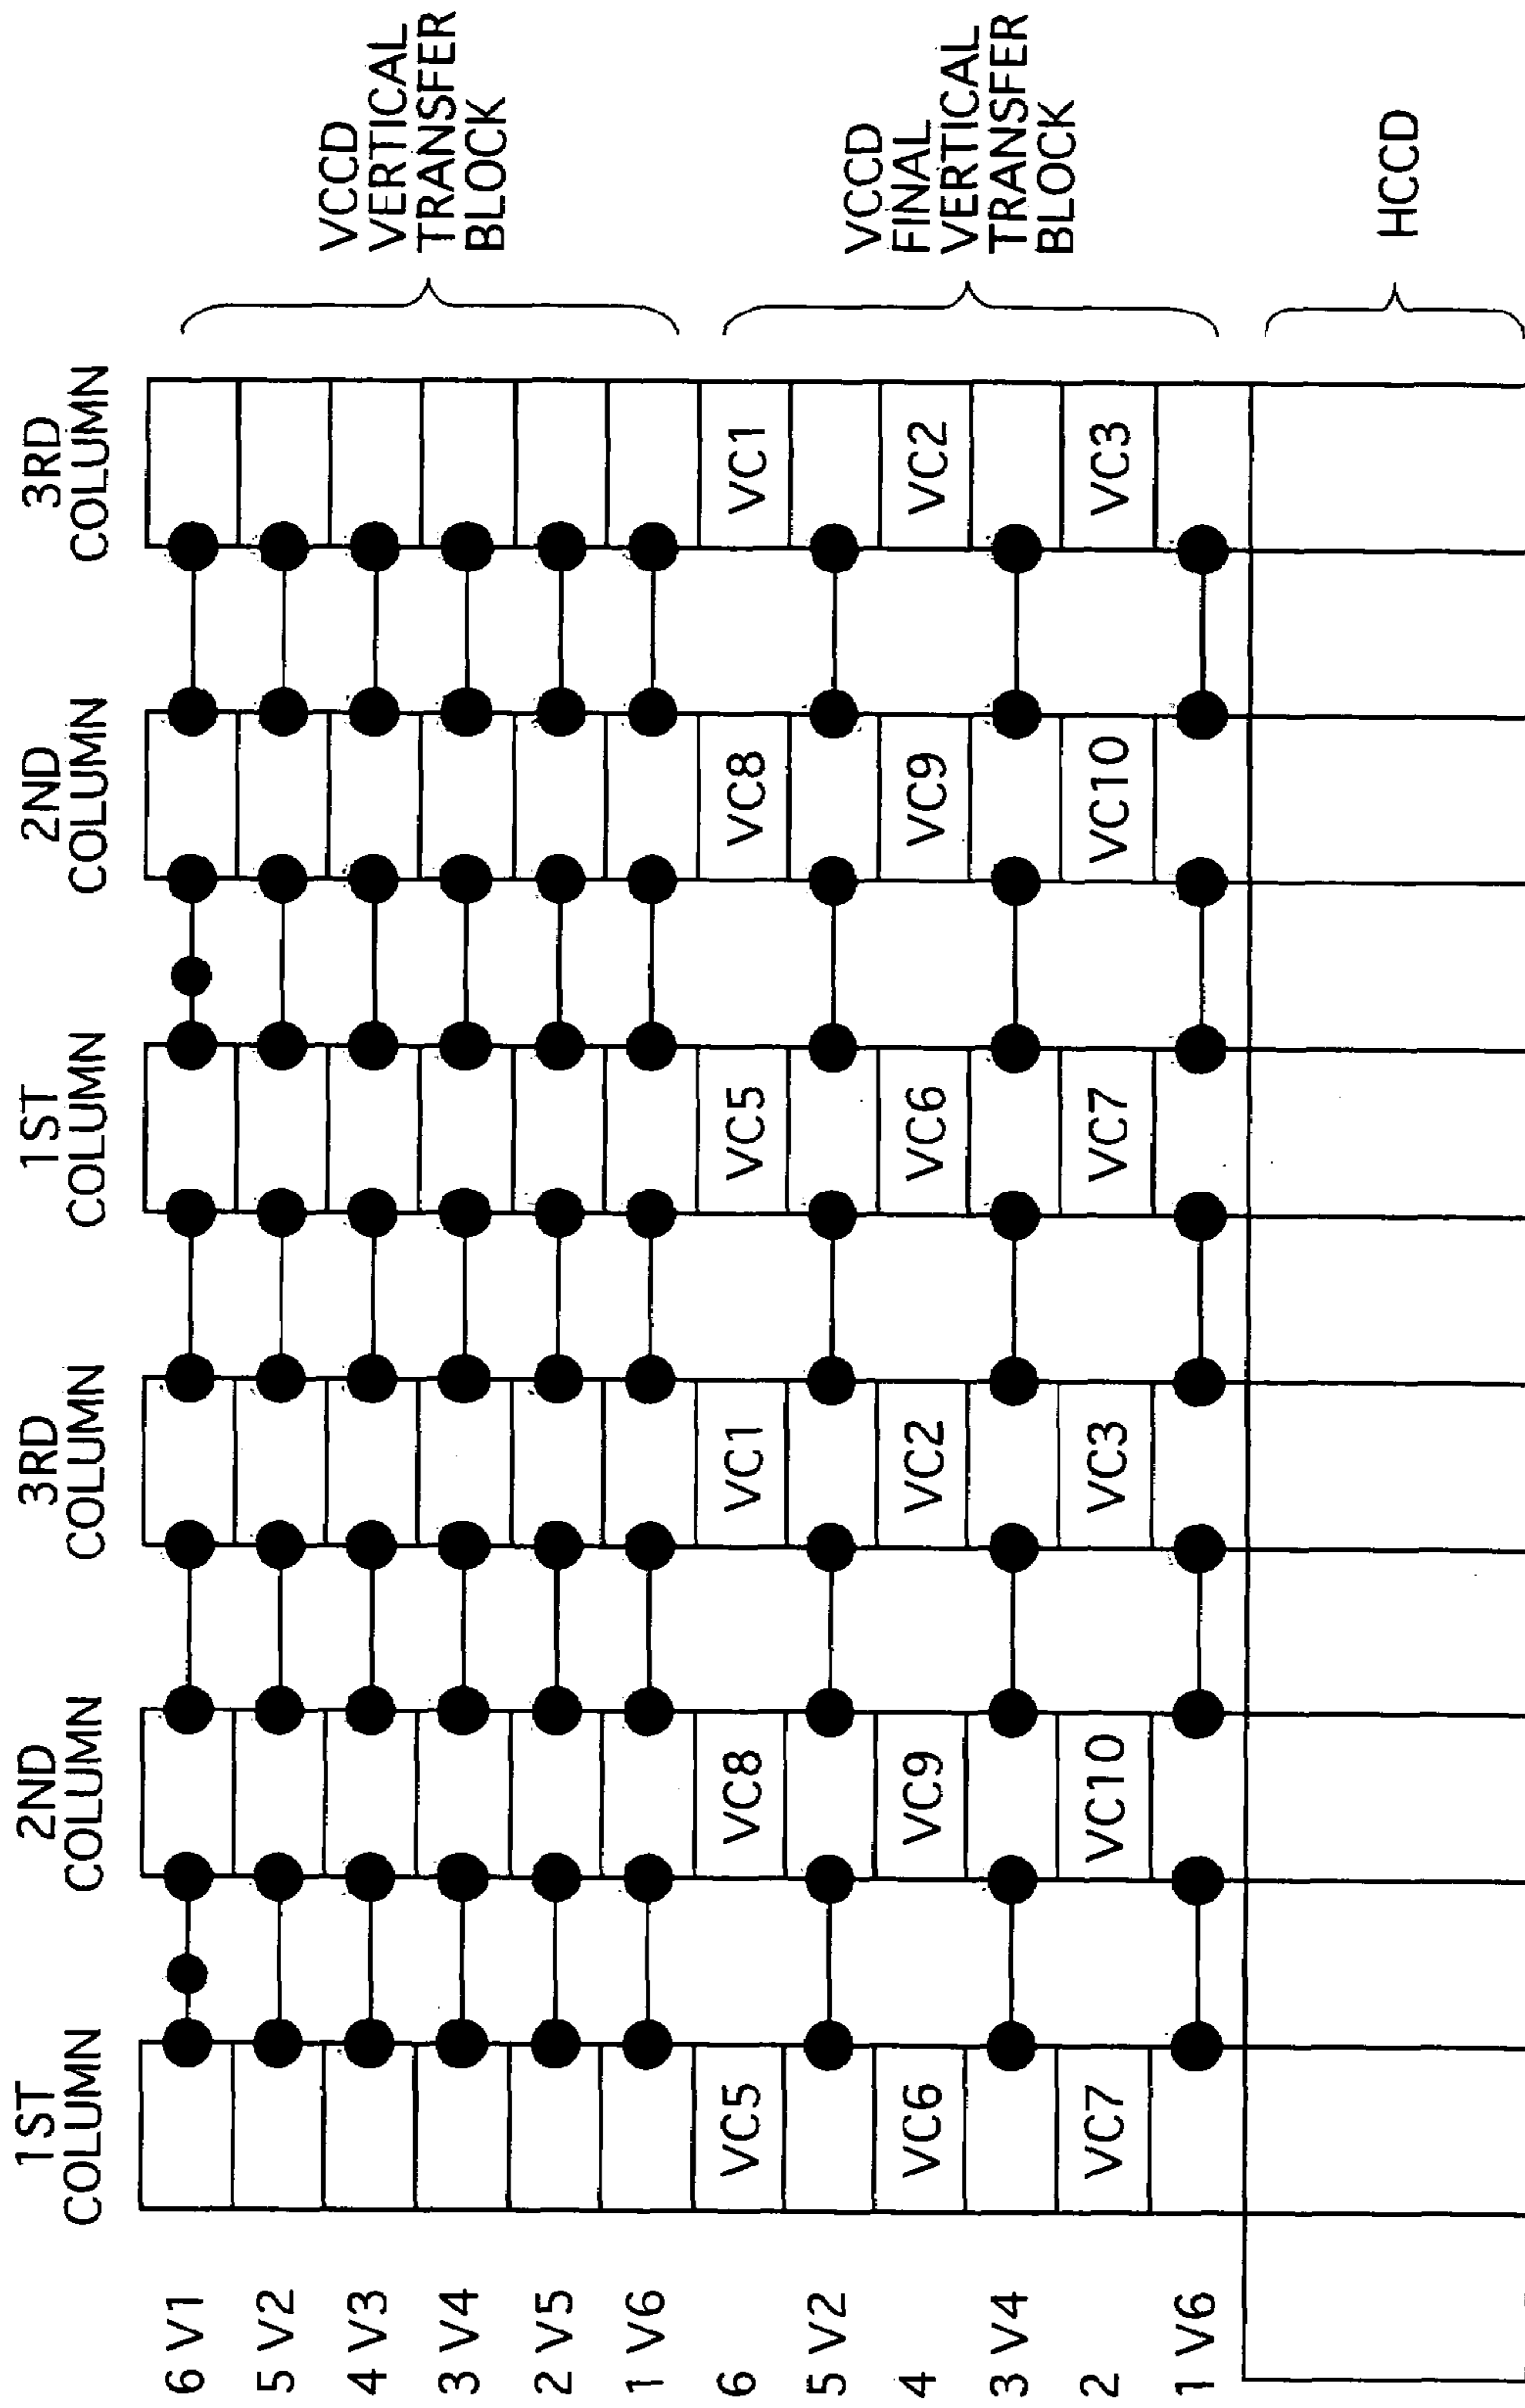 1ST
COLUMN
2ND
COLUMN
3RD
COLUMN
1ST
COLUMN
2ND
COLUMN
3RD
COLUMN
6 V1
5 V2
4 V3
3 V4
2 V5
1 V6
VCCD
VERTICAL
TRANSFER
BLOCK
6 VC5 VC8 VC1 VC5 VC8 VC1
5 V2
4 VC6 VC9 VC2 VC6 VC9 VC2
3 V4
2 VC7 VC10 VC3 VC7 VC10 VC3
1 V6
VCCD
FINAL
VERTICAL
TRANSFER
BLOCK
HCCD